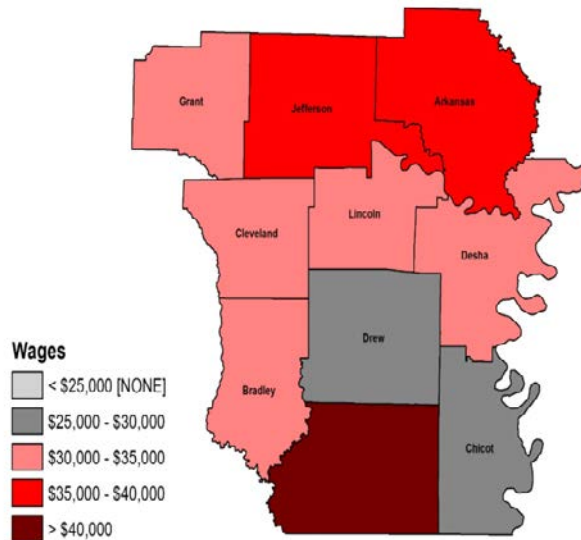 Grant
Jefferson
Arkansas
Lincoln
Cleveland
Desha
Drew
Bradley
Chicot
Wages
< $25,000 [NONE]
$25,000 - $30,000
$30,000 - $35,000
$35,000 - $40,000
> $40,000